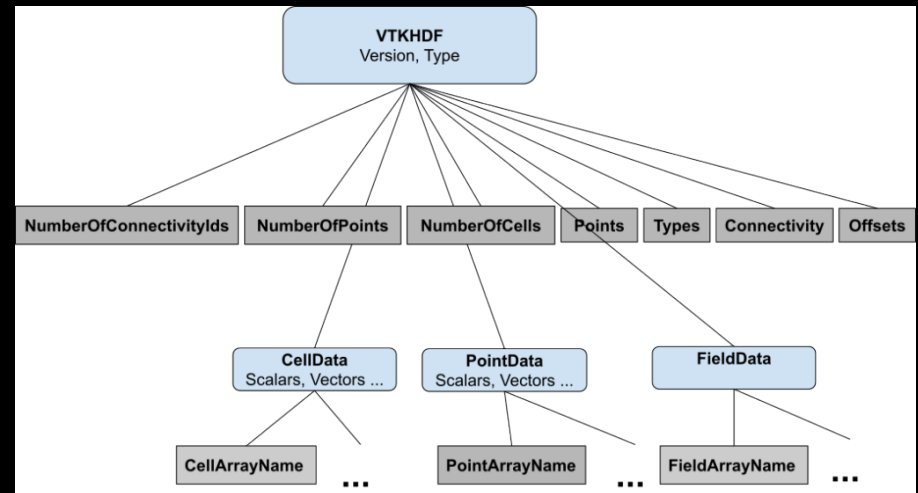 VTKHDF
Version, Type
NumberOfConnectivityIds NumberOfPoints NumberOfCells Points Types Connectivity Offsets
CellData PointData FieldData
Scalars, Vectors ... Scalars, Vectors ...
CellArrayName ... PointArrayName ... FieldArrayName ...